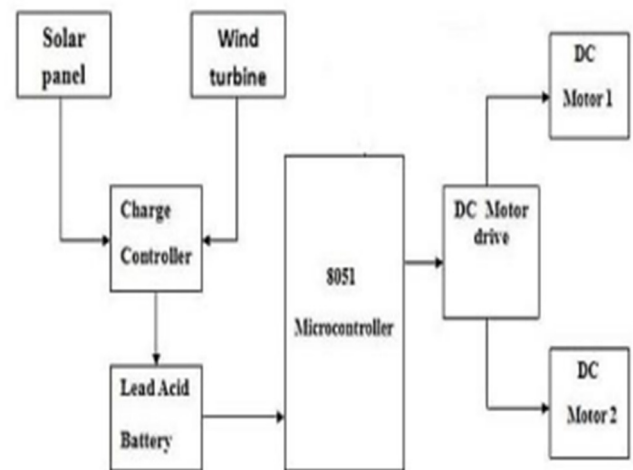 Solar
panel
Wind
turbine
DC
Motor 1
Charge
Controller
DC Motor
drive
8051
Microcontroller
Lead Acid
Battery
DC
Motor 2